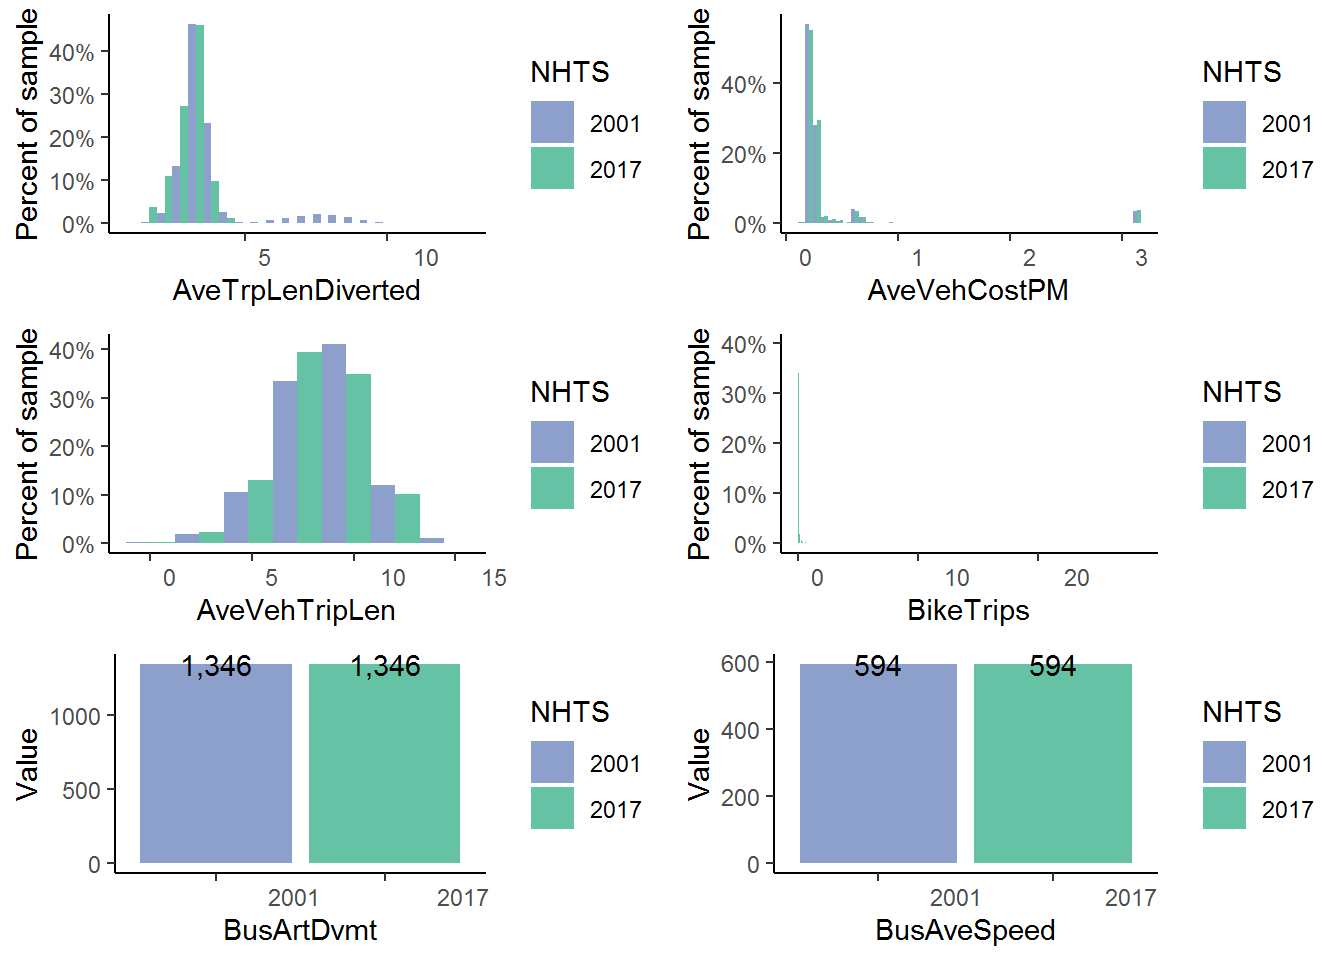 Percent of sample
40%
30%
20%
10%
0%
5 10
AveTrpLenDiverted
NHTS
2001
2017
Percent of sample
40%
20%
0%
0 1 2 3
AveVehCostPM
NHTS
2001
2017
Percent of sample
40%
30%
20%
10%
0%
0 5 10 15
AveVehTripLen
NHTS
2001
2017
Percent of sample
40%
30%
20%
10%
0%
0 10 20
BikeTrips
NHTS
2001
2017
Value
1000
500
0
1,346 1,346
2001 2017
BusArtDvmt
NHTS
2001
2017
Value
600
400
200
0
594 594
2001 2017
BusAveSpeed
NHTS
2001
2017